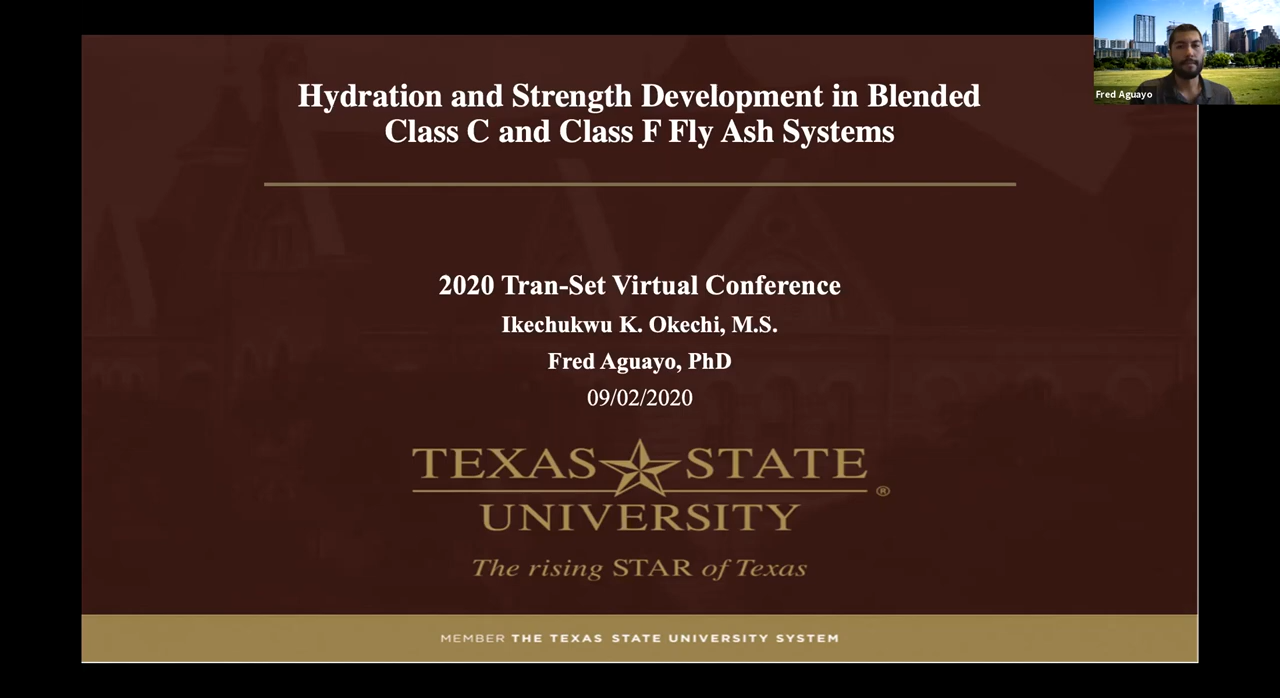 Hydration and Strength Development in Blended
Class C and Class F Fly Ash Systems
Fred Aguayo
2020 Tran-Set Virtual Conference
Ikechukwu K. Okechi, M.S.
Fred Aguayo, PhD
09/02/2020
TEXAS STATE
®
UNIVERSITY
The rising STAR of Texas
MEMBER THE TEXAS STATE UNIVERSITY SYSTEM